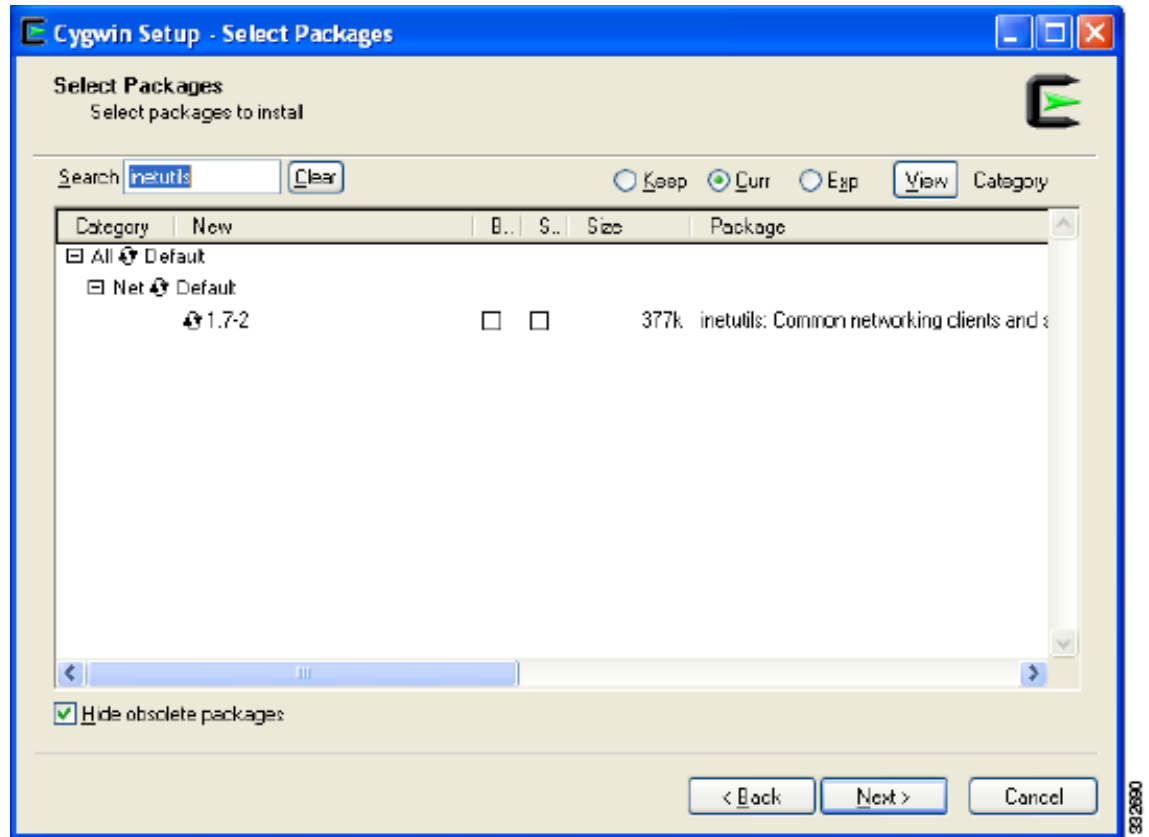 Cygwin Setup - Select Packages
Select Packages
Select packages to install
Search inetutils Clear Keep Curr Exp View Category
Category New B... S... Size Package
All Default
Net Default
1.7-2 377k inetutils: Common networking clients and s
Hide obsolete packages
< Back Next > Cancel
332690